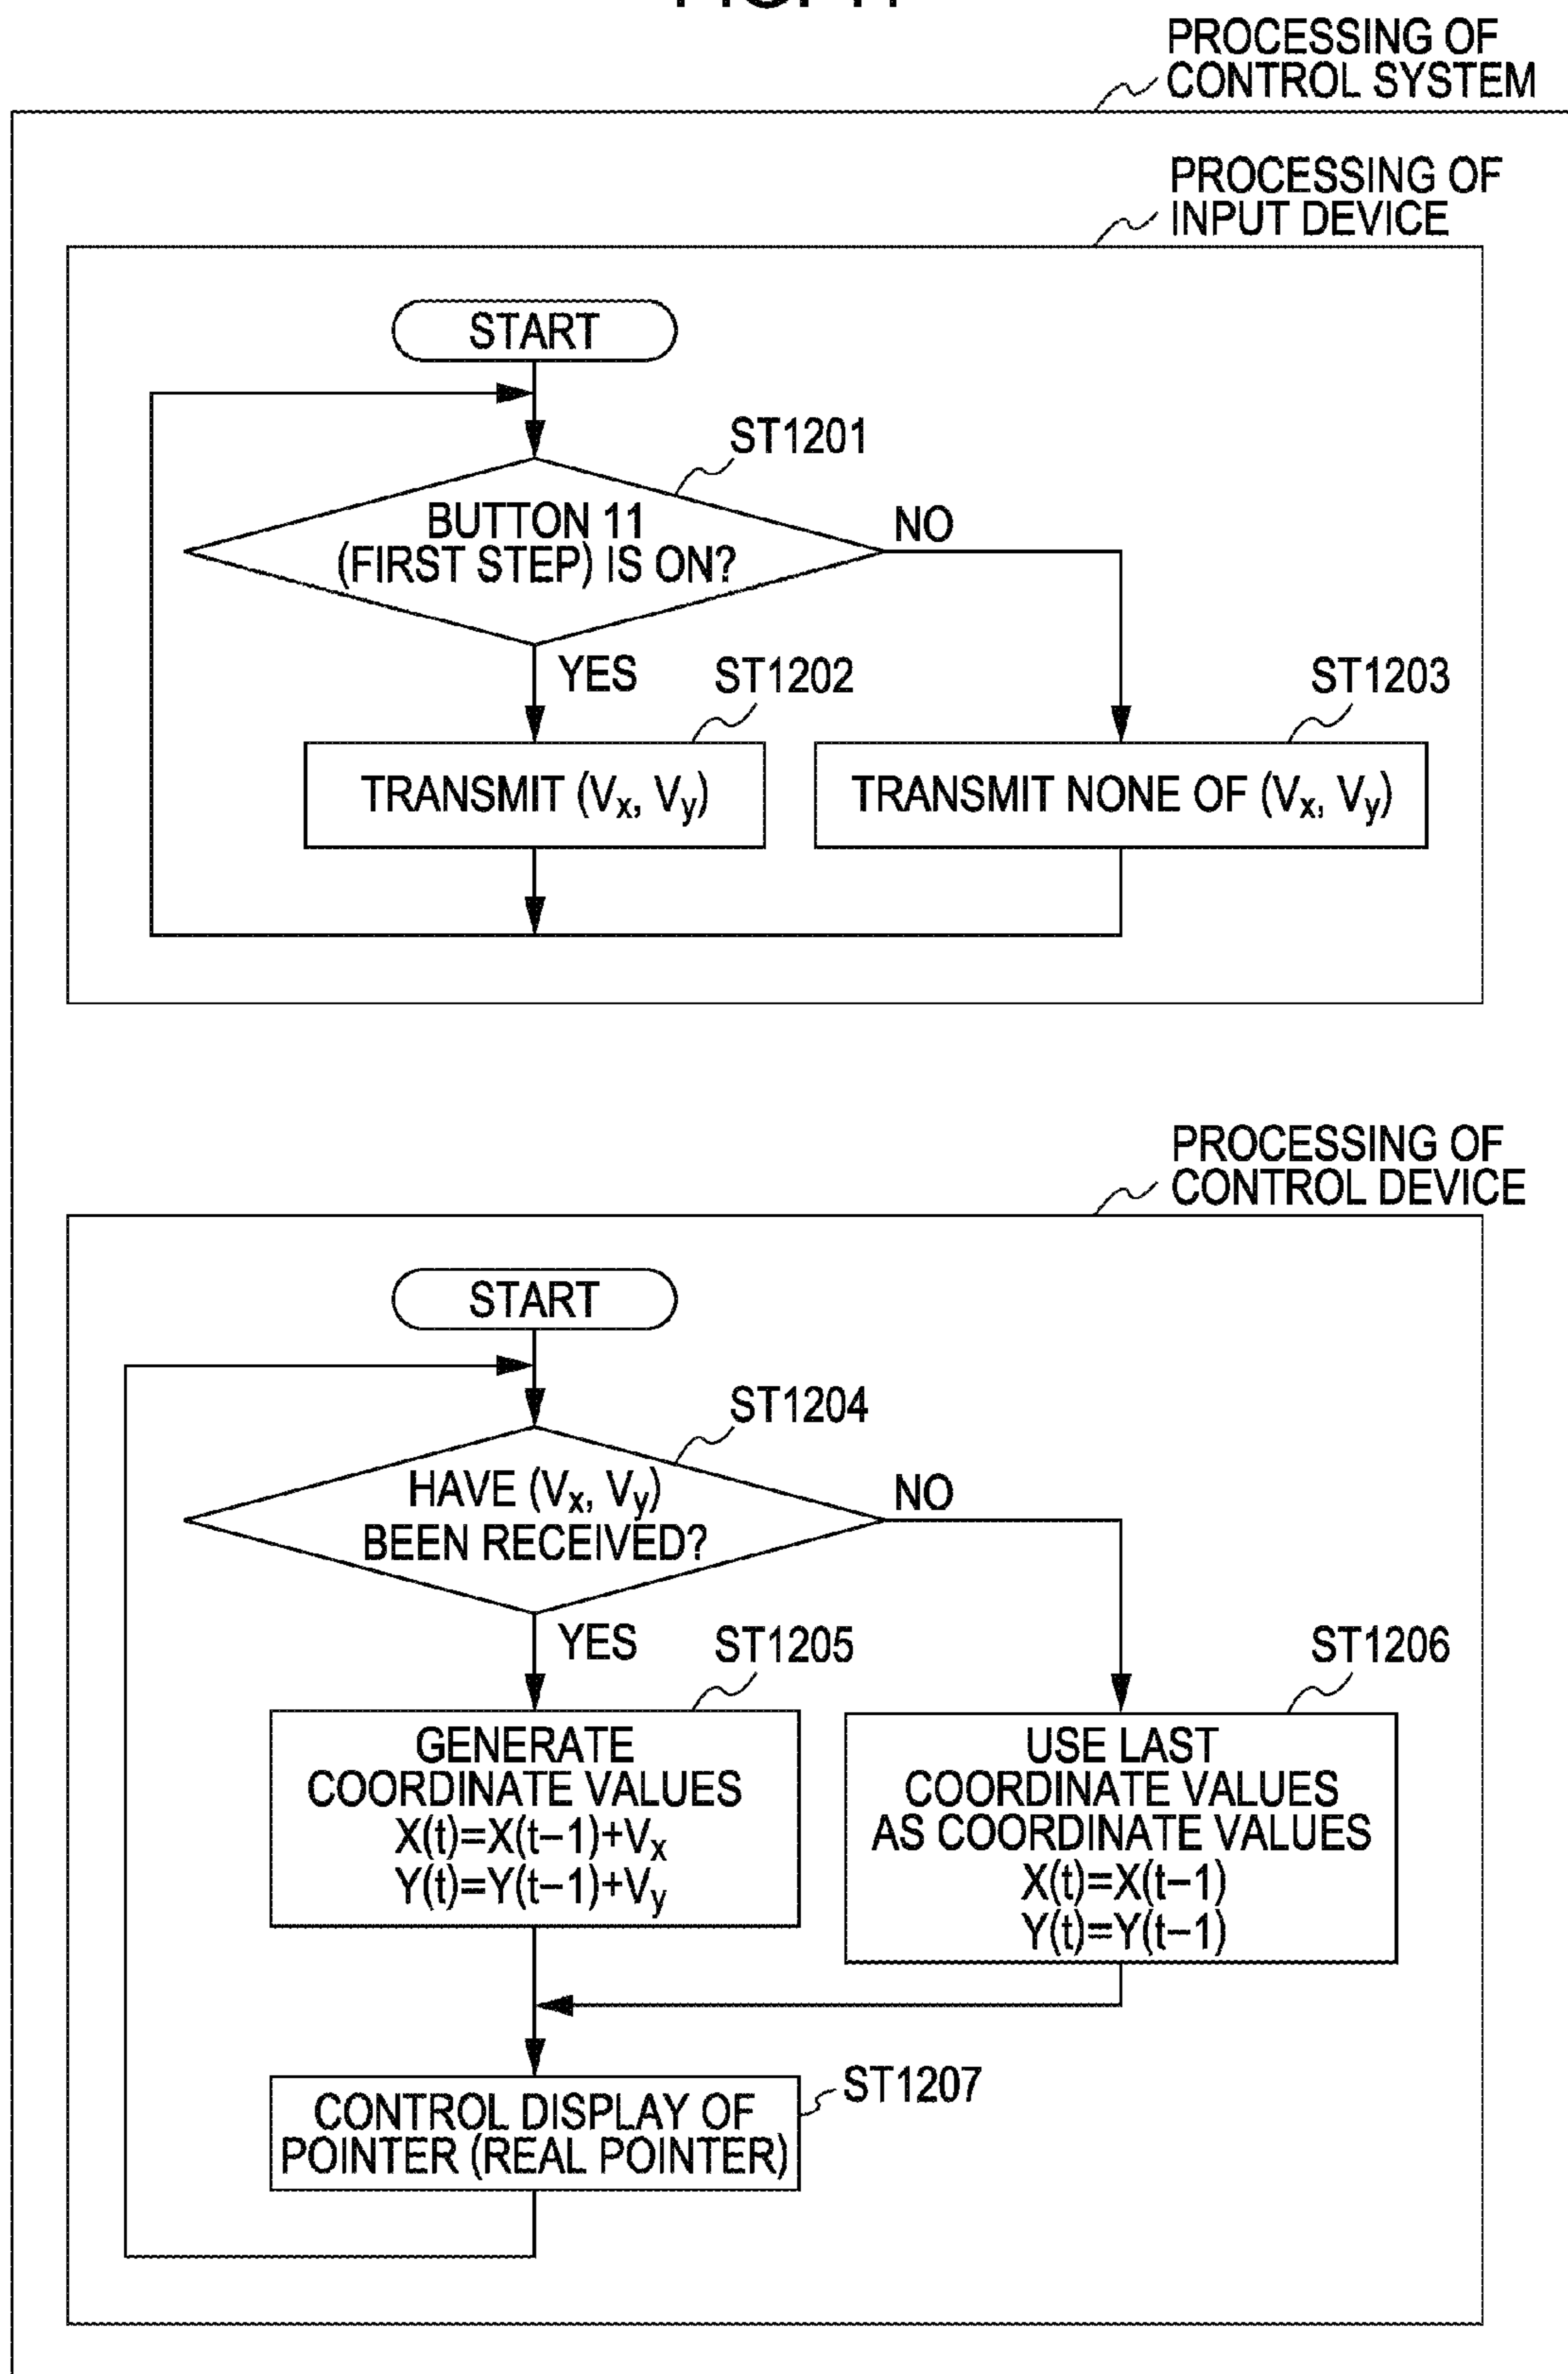 PROCESSING OF
CONTROL SYSTEM
PROCESSING OF
INPUT DEVICE
START
ST1201
BUTTON 11
(FIRST STEP) IS ON?
NO
YES
ST1202
ST1203
TRANSMIT (Vx, Vy)
TRANSMIT NONE OF (Vx, Vy)
PROCESSING OF
CONTROL DEVICE
START
ST1204
HAVE (Vx, Vy)
BEEN RECEIVED?
NO
YES
ST1205
ST1206
GENERATE
COORDINATE VALUES
X(t)=X(t−1)+Vx
Y(t)=Y(t−1)+Vy
USE LAST
COORDINATE VALUES
AS COORDINATE VALUES
X(t)=X(t−1)
Y(t)=Y(t−1)
ST1207
CONTROL DISPLAY OF
POINTER (REAL POINTER)